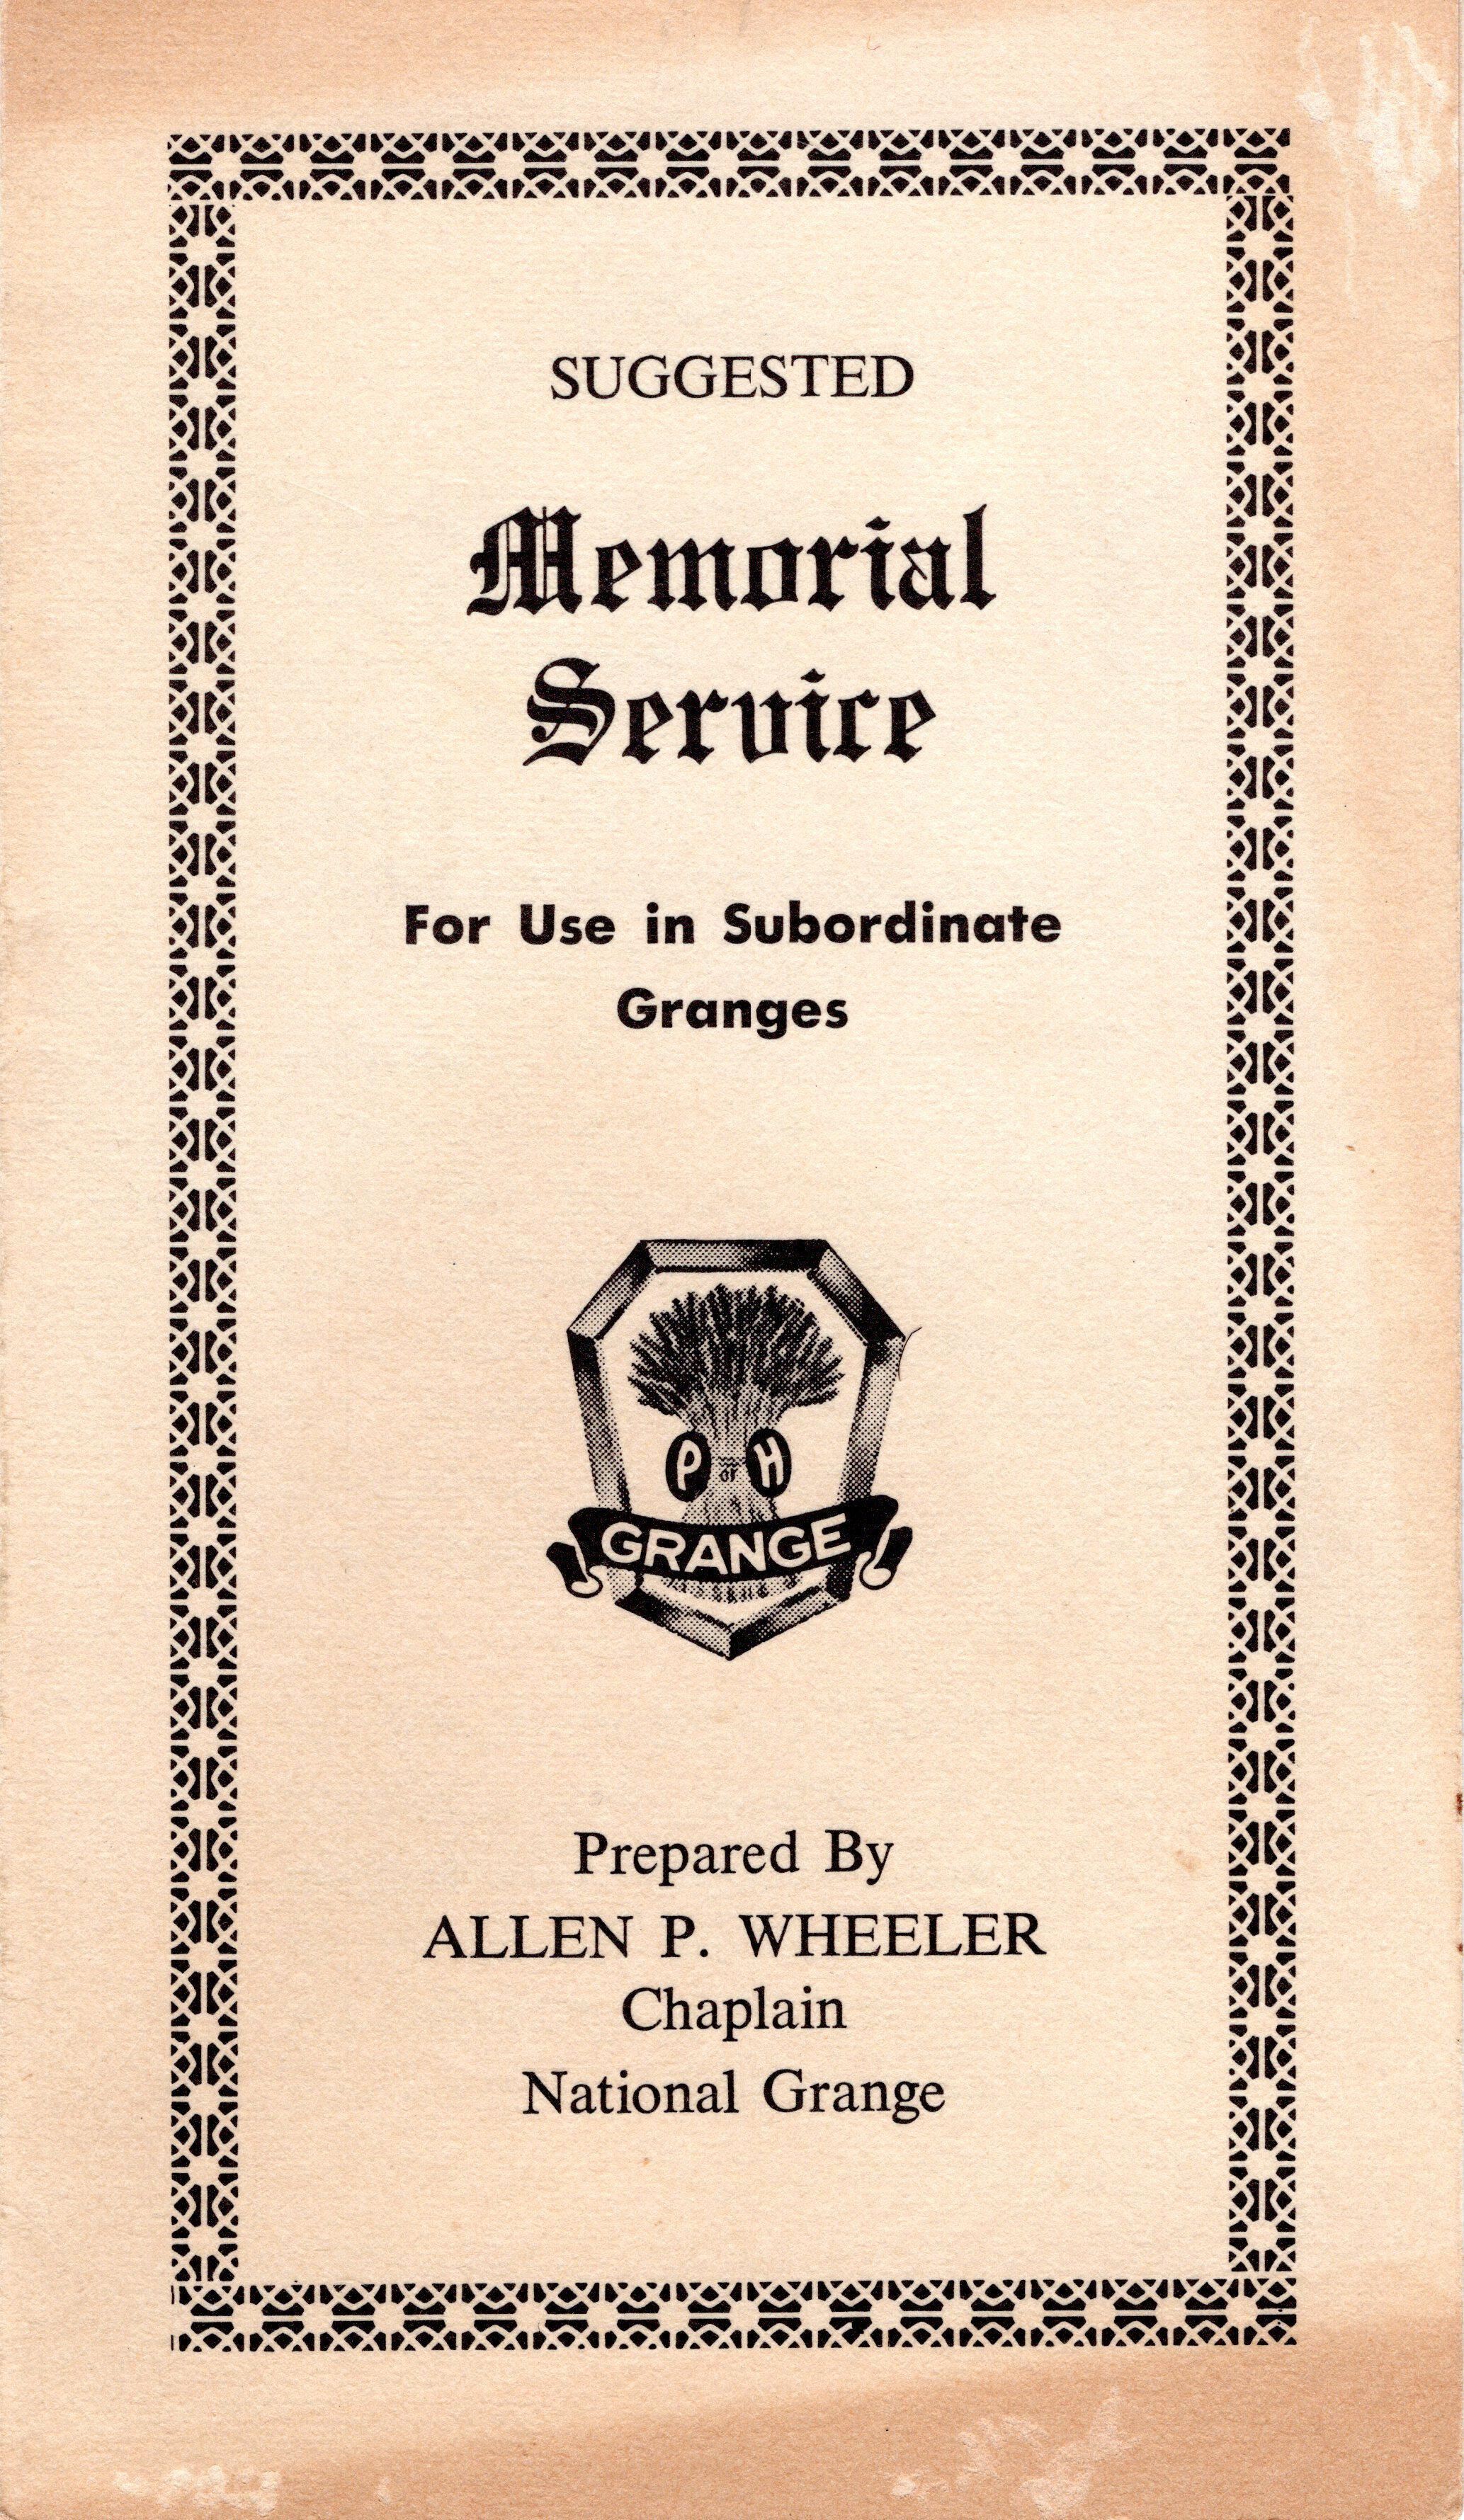 SUGGESTED
Memorial
Service
For Use in Subordinate
Granges
P of H
GRANGE
Prepared By
ALLEN P. WHEELER
Chaplain
National Grange